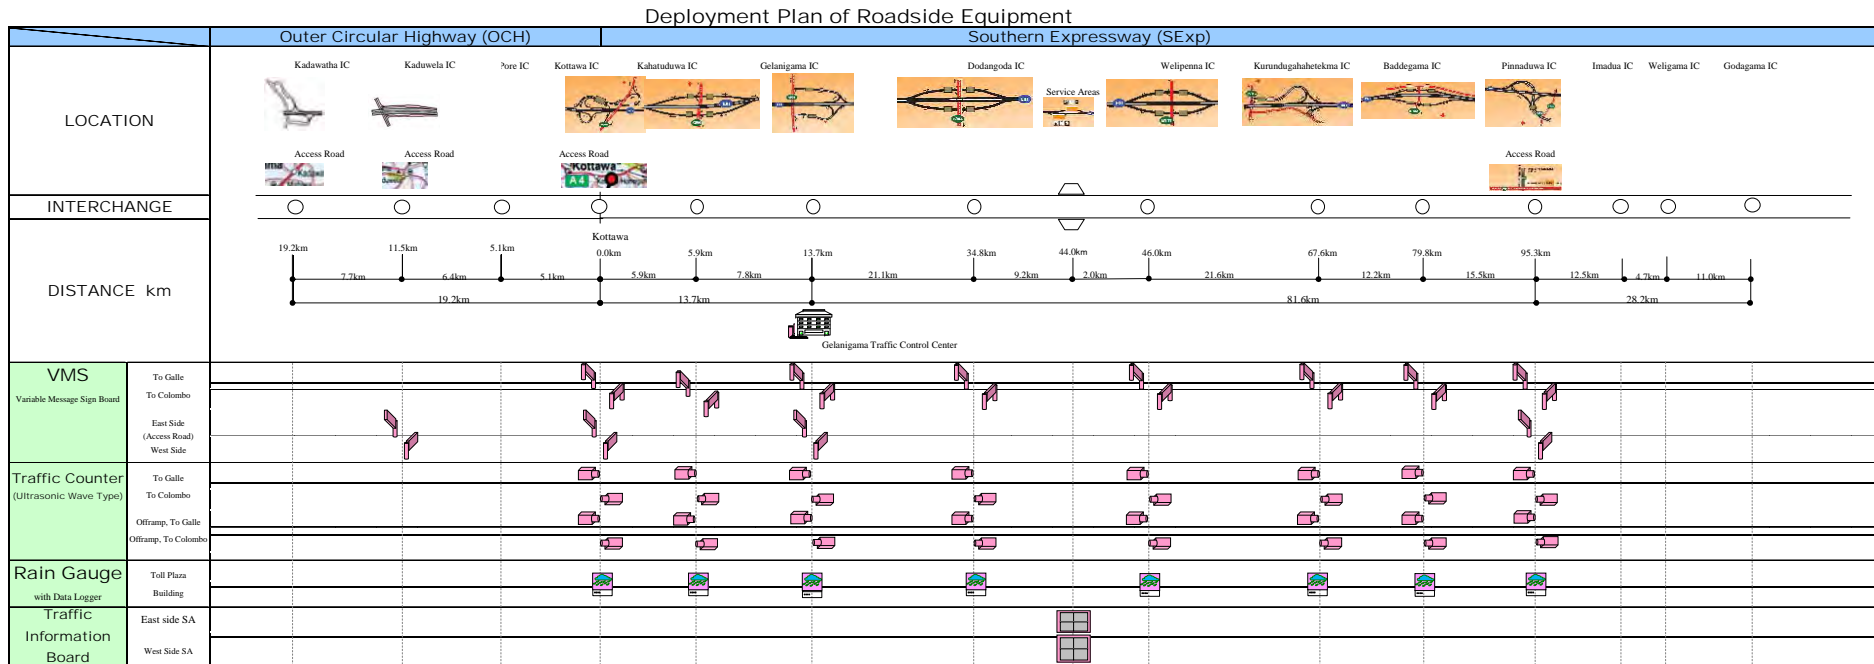 Deployment Plan of Roadside Equipment
Outer Circular Highway (OCH) Southern Expressway (SExp)
LOCATION
Kadawatha IC Kaduwela IC Pore IC Kottawa IC Kahatuduwa IC Gelanigama IC Dodangoda IC Welipenna IC Kurundugahahetekma IC Baddegama IC Pinnaduwa IC Imadua IC Weligama IC Godagama IC
Service Areas
Access Road Access Road Access Road Access Road
Kottawa
A 4
INTERCHANGE
DISTANCE km
Kottawa
19.2km 11.5km 5.1km 0.0km 5.9km 13.7km 34.8km 44.0km 46.0km 67.6km 79.8km 95.3km
7.7km 6.4km 5.1km 5.9km 7.8km 21.1km 9.2km 2.0km 21.6km 12.2km 15.5km 12.5km 4.7km 11.0km
19.2km 13.7km 81.6km 28.2km
Gelanigama Traffic Control Center
VMS
Variable Message Sign Board
To Galle
To Colombo
East Side
(Access Road)
West Side
Traffic Counter
(Ultrasonic Wave Type)
To Galle
To Colombo
Offramp, To Galle
Offramp, To Colombo
Rain Gauge
with Data Logger
Toll Plaza
Building
Traffic
Information
Board
East side SA
West Side SA